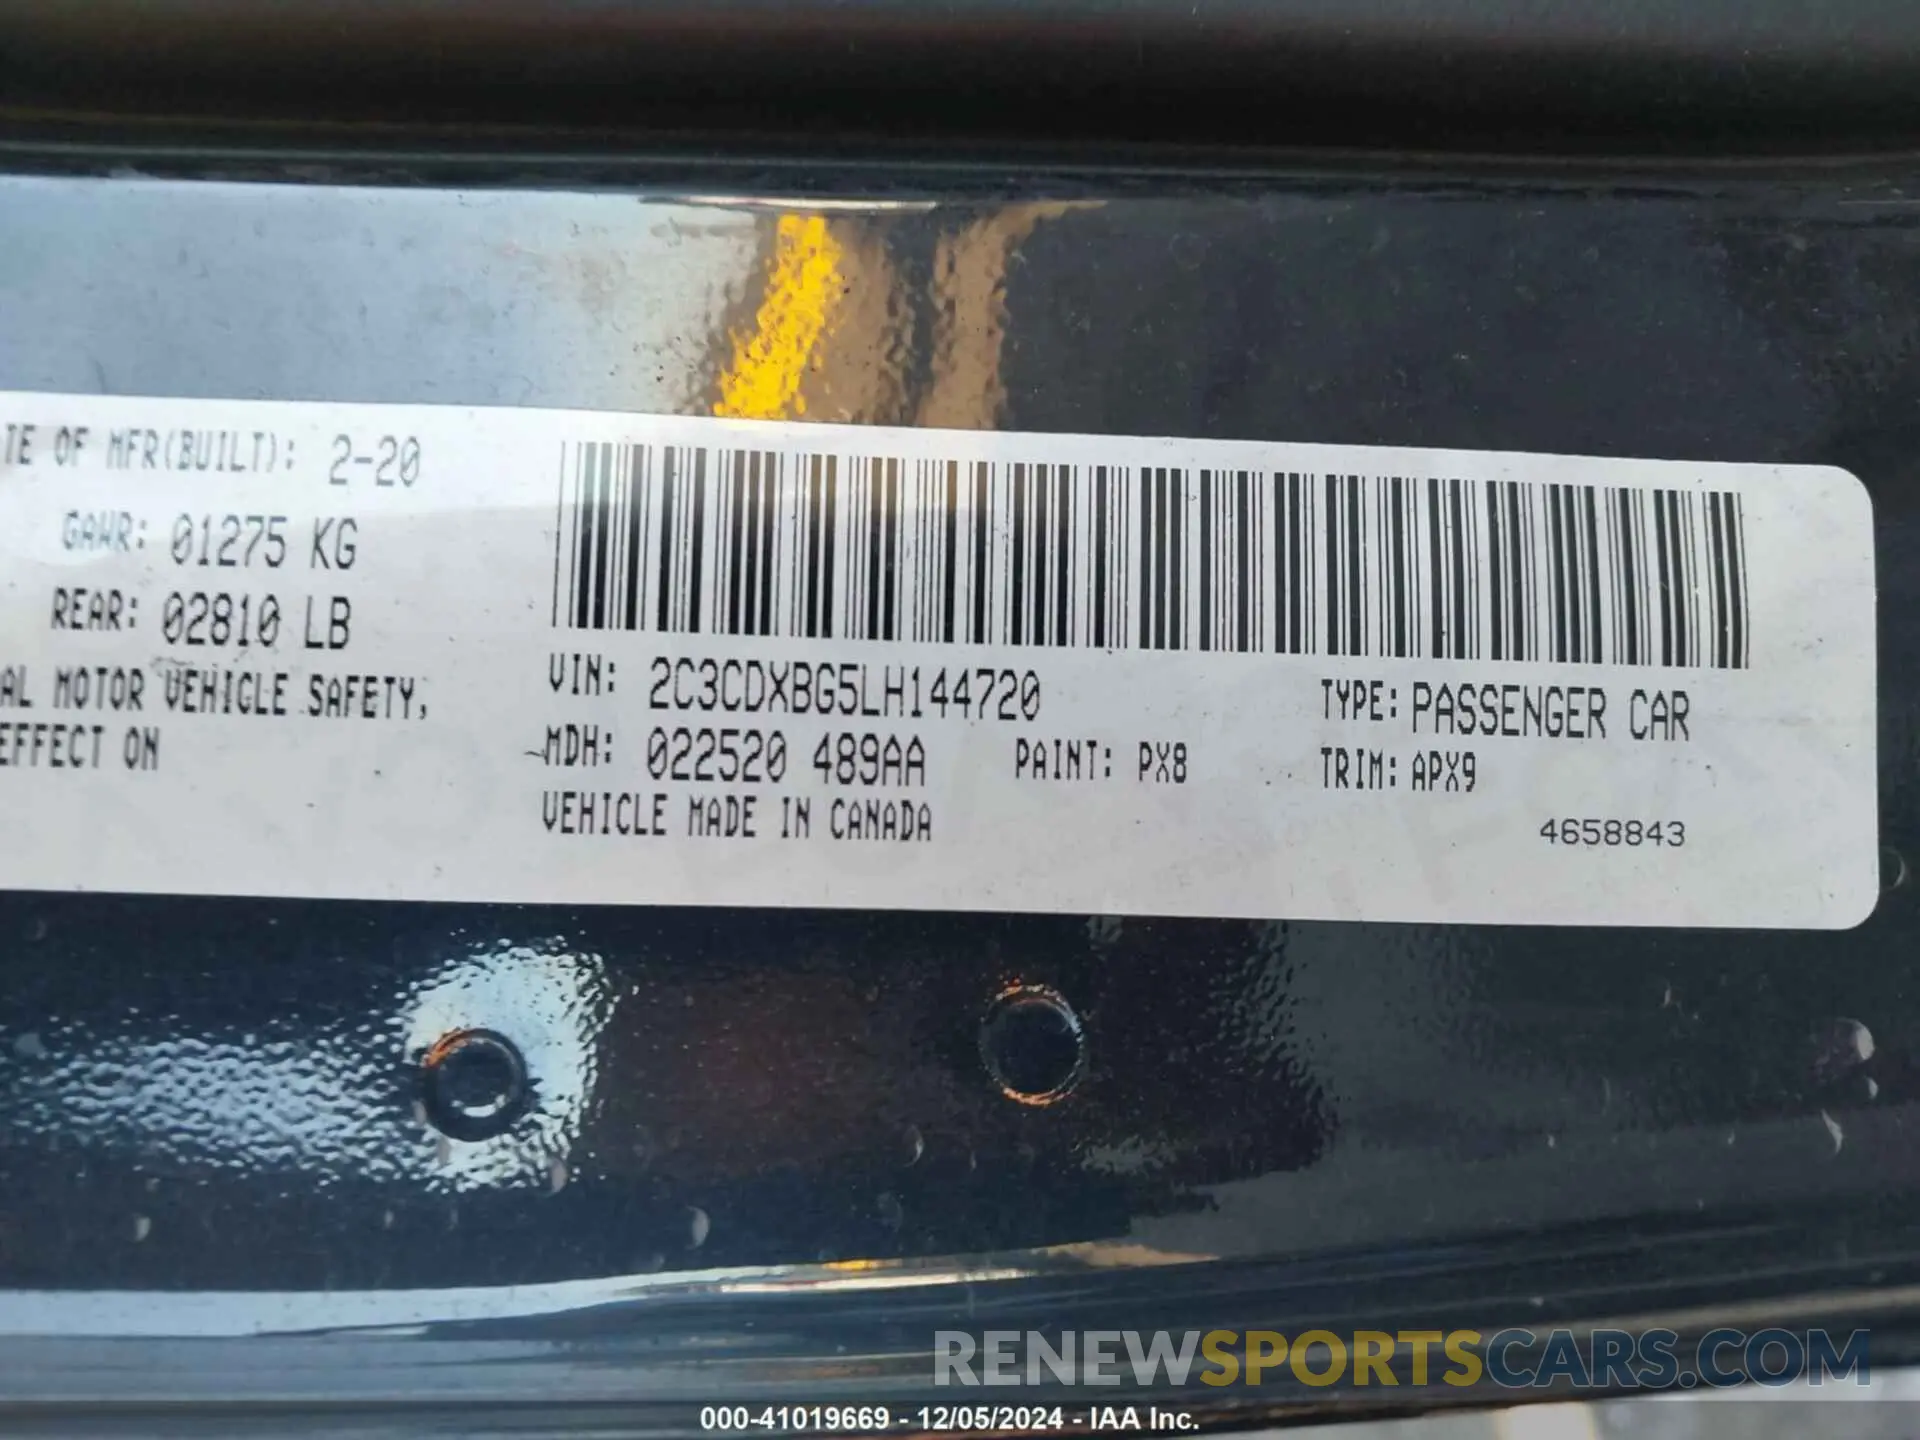 TE OF MFR(BUILT): 2-20
GAWR: 01275 KG
REAR: 02810 LB
AL MOTOR VEHICLE SAFETY,
EFFECT ON
VIN: 2C3CDXBG5LH144720
TYPE: PASSENGER CAR
MDH: 022520 489AA
PAINT: PX8
TRIM: APX9
VEHICLE MADE IN CANADA
4658843
RENEWSPORTSCARS.COM
000-41019669 - 12/05/2024 - IAA Inc.